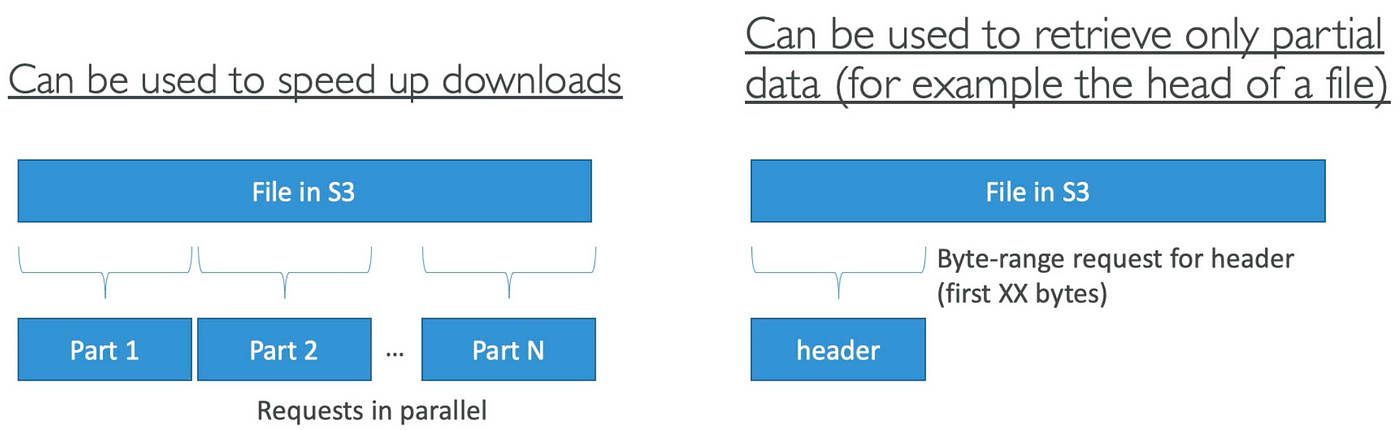 Can be used to speed up downloads
File in S3
Part 1
Part 2
...
Part N
Requests in parallel
Can be used to retrieve only partial
data (for example the head of a file)
File in S3
Byte-range request for header
(first XX bytes)
header